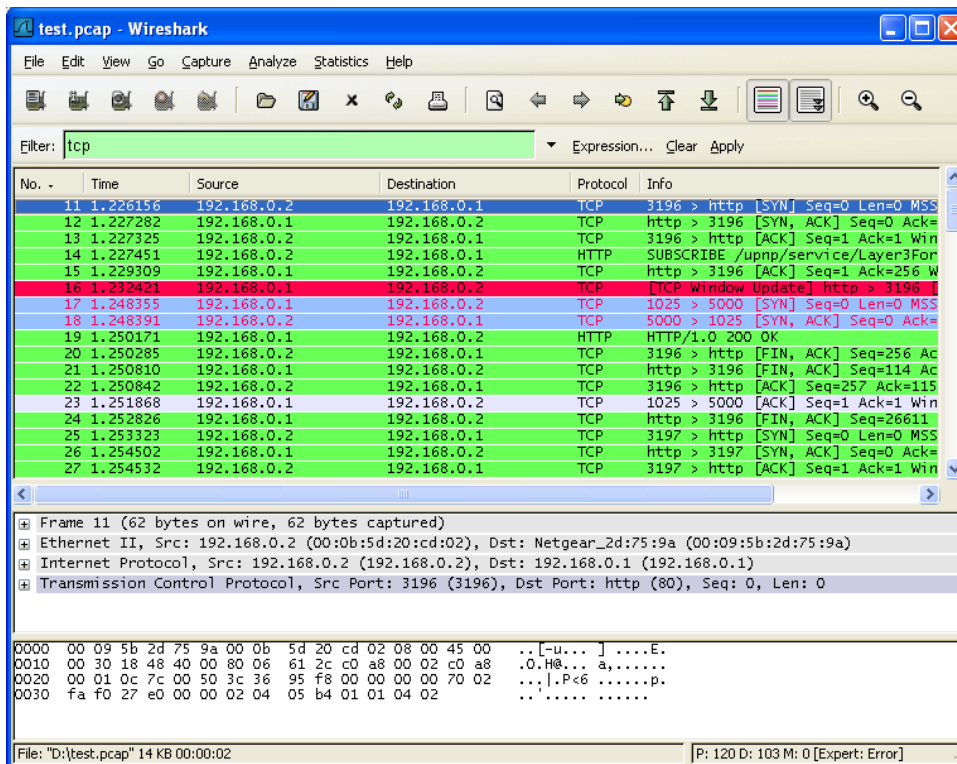 test.pcap - Wireshark
File Edit View Go Capture Analyze Statistics Help
Filter: tcp Expression... Clear Apply
No. . Time Source Destination Protocol Info
11 1.226156 192.168.0.2 192.168.0.1 TCP 3196 > http [SYN] Seq=0 Len=0 MSS
12 1.227282 192.168.0.1 192.168.0.2 TCP http > 3196 [SYN, ACK] Seq=0 Ack=
13 1.227325 192.168.0.2 192.168.0.1 TCP 3196 > http [ACK] Seq=1 Ack=1 Win
14 1.227451 192.168.0.2 192.168.0.1 HTTP SUBSCRIBE /upnp/service/Layer3For
15 1.229309 192.168.0.1 192.168.0.2 TCP http > 3196 [ACK] Seq=1 Ack=256 W
16 1.232421 192.168.0.1 192.168.0.2 TCP [TCP Window Update] http > 3196 [
17 1.248355 192.168.0.1 192.168.0.2 TCP 1025 > 5000 [SYN] Seq=0 Len=0 MSS
18 1.248391 192.168.0.2 192.168.0.1 TCP 5000 > 1025 [SYN, ACK] Seq=0 Ack=
19 1.250171 192.168.0.1 192.168.0.2 HTTP HTTP/1.0 200 OK
20 1.250285 192.168.0.2 192.168.0.1 TCP 3196 > http [FIN, ACK] Seq=256 Ac
21 1.250810 192.168.0.1 192.168.0.2 TCP http > 3196 [FIN, ACK] Seq=114 Ac
22 1.250842 192.168.0.2 192.168.0.1 TCP 3196 > http [ACK] Seq=257 Ack=115
23 1.251868 192.168.0.1 192.168.0.2 TCP 1025 > 5000 [ACK] Seq=1 Ack=1 Win
24 1.252826 192.168.0.1 192.168.0.2 TCP http > 3196 [FIN, ACK] Seq=26611
25 1.253323 192.168.0.2 192.168.0.1 TCP 3197 > http [SYN] Seq=0 Len=0 MSS
26 1.254502 192.168.0.1 192.168.0.2 TCP http > 3197 [SYN, ACK] Seq=0 Ack=
27 1.254532 192.168.0.2 192.168.0.1 TCP 3197 > http [ACK] Seq=1 Ack=1 Win
Frame 11 (62 bytes on wire, 62 bytes captured)
Ethernet II, Src: 192.168.0.2 (00:0b:5d:20:cd:02), Dst: Netgear_2d:75:9a (00:09:5b:2d:75:9a)
Internet Protocol, Src: 192.168.0.2 (192.168.0.2), Dst: 192.168.0.1 (192.168.0.1)
Transmission Control Protocol, Src Port: 3196 (3196), Dst Port: http (80), Seq: 0, Len: 0
0000 00 09 5b 2d 75 9a 00 0b 5d 20 cd 02 08 00 45 00 ..[-u... ] ....E.
0010 00 30 18 48 40 00 80 06 61 2c c0 a8 00 02 c0 a8 .0.H@... a,......
0020 00 01 0c 7c 00 50 3c 36 95 f8 00 00 00 00 70 02 ...|.P<6 ......p.
0030 fa f0 27 e0 00 00 02 04 05 b4 01 01 04 02 ..'..... ......
File: "D:\test.pcap" 14 KB 00:00:02 P: 120 D: 103 M: 0 [Expert: Error]